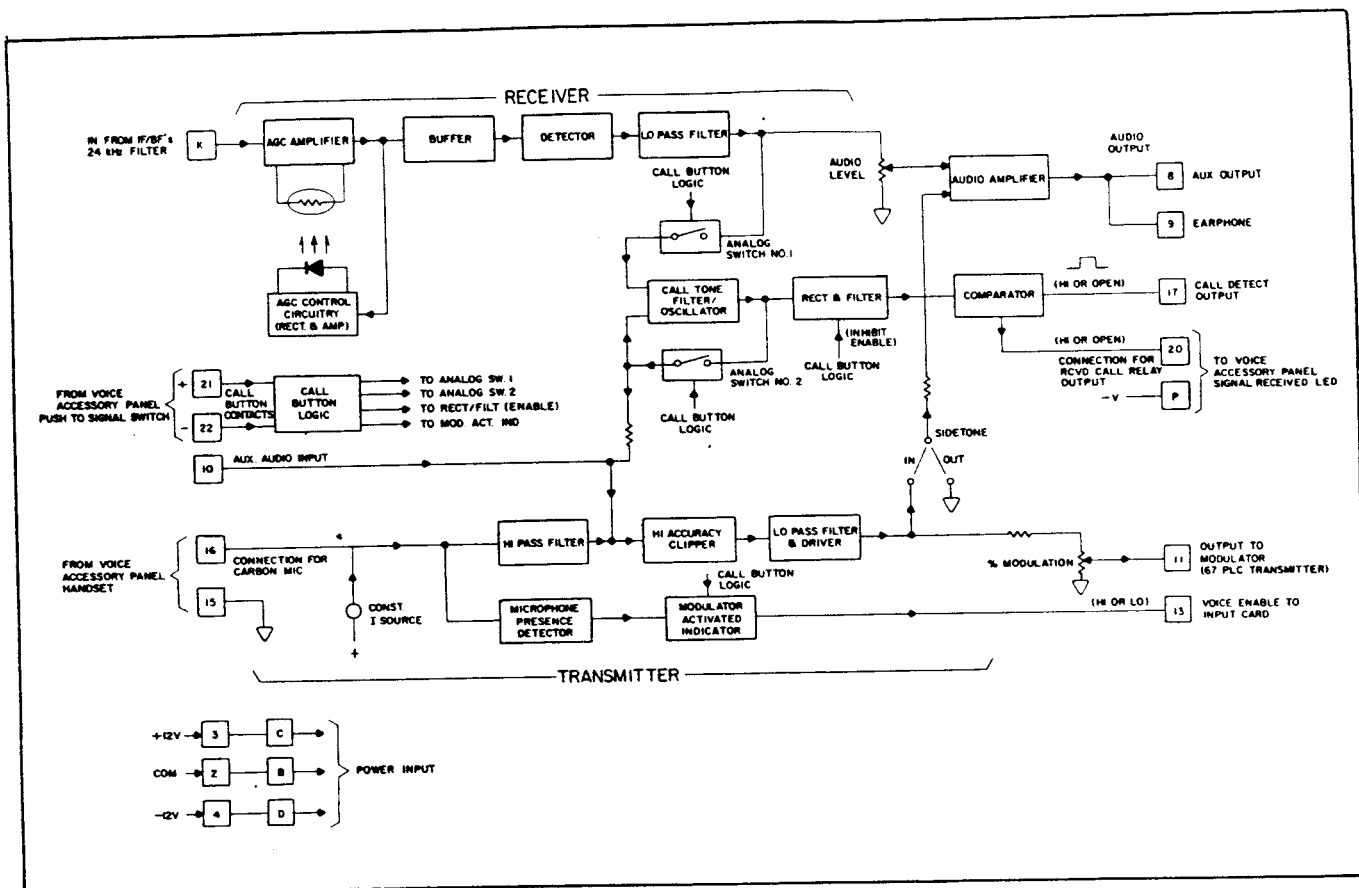 RECEIVER
IN FROM IF/BF'S
24 kHz FILTER
K
AGC AMPLIFIER
BUFFER
DETECTOR
LO PASS FILTER
AUDIO
LEVEL
AUDIO AMPLIFIER
AUDIO
OUTPUT
8
AUX OUTPUT
9
EARPHONE
CALL BUTTON
LOGIC
ANALOG
SWITCH NO. 1
AGC CONTROL
CIRCUITRY
(RECT. & AMP)
CALL TONE
FILTER/
OSCILLATOR
RECT & FILTER
COMPARATOR
(HI OR OPEN)
17
CALL DETECT
OUTPUT
(INHIBIT
ENABLE)
CALL BUTTON
LOGIC
ANALOG
SWITCH NO. 2
CALL BUTTON
LOGIC
(HI OR OPEN)
CONNECTION FOR
RCVD CALL RELAY
OUTPUT
20
-V
P
TO VOICE
ACCESSORY PANEL
SIGNAL RECEIVED LED
FROM VOICE
ACCESSORY PANEL
PUSH TO SIGNAL SWITCH
+
21
-
22
CALL
BUTTON
CONTACTS
CALL
BUTTON
LOGIC
TO ANALOG SW. 1
TO ANALOG SW. 2
TO RECT/FILT (ENABLE)
TO MOD. ACT. IND
10
AUX. AUDIO INPUT
SIDETONE
IN
OUT
FROM VOICE
ACCESSORY PANEL
HANDSET
16
CONNECTION FOR
CARBON MIC
15
CONST.
I SOURCE
+
HI PASS FILTER
HI ACCURACY
CLIPPER
LO PASS FILTER
& DRIVER
% MODULATION
11
OUTPUT TO
MODULATOR
(67 PLC TRANSMITTER)
CALL BUTTON
LOGIC
MICROPHONE
PRESENCE
DETECTOR
MODULATOR
ACTIVATED
INDICATOR
(HI OR LO)
13
VOICE ENABLE TO
INPUT CARD
TRANSMITTER
+12V
3
C
COM
2
B
-12V
4
D
POWER INPUT